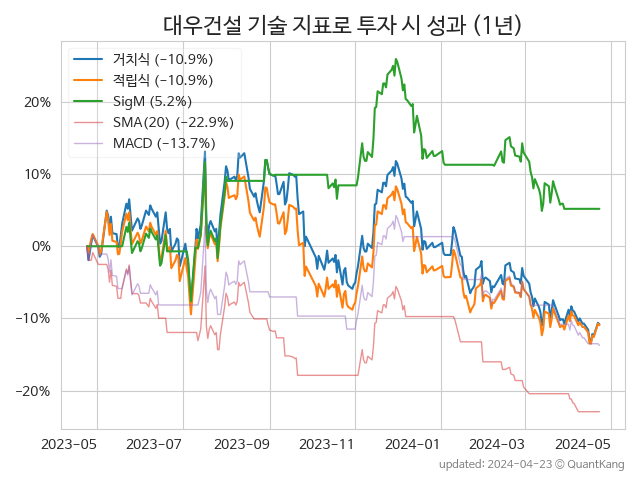 대우건설 기술 지표로 투자 시 성과 (1년)
거치식 (−10.9%)
적립식 (−10.9%)
SigM (5.2%)
SMA(20) (−22.9%)
MACD (−13.7%)
20%
10%
0%
−10%
−20%
2023-05 2023-07 2023-09 2023-11 2024-01 2024-03 2024-05
updated: 2024-04-23 © QuantKang